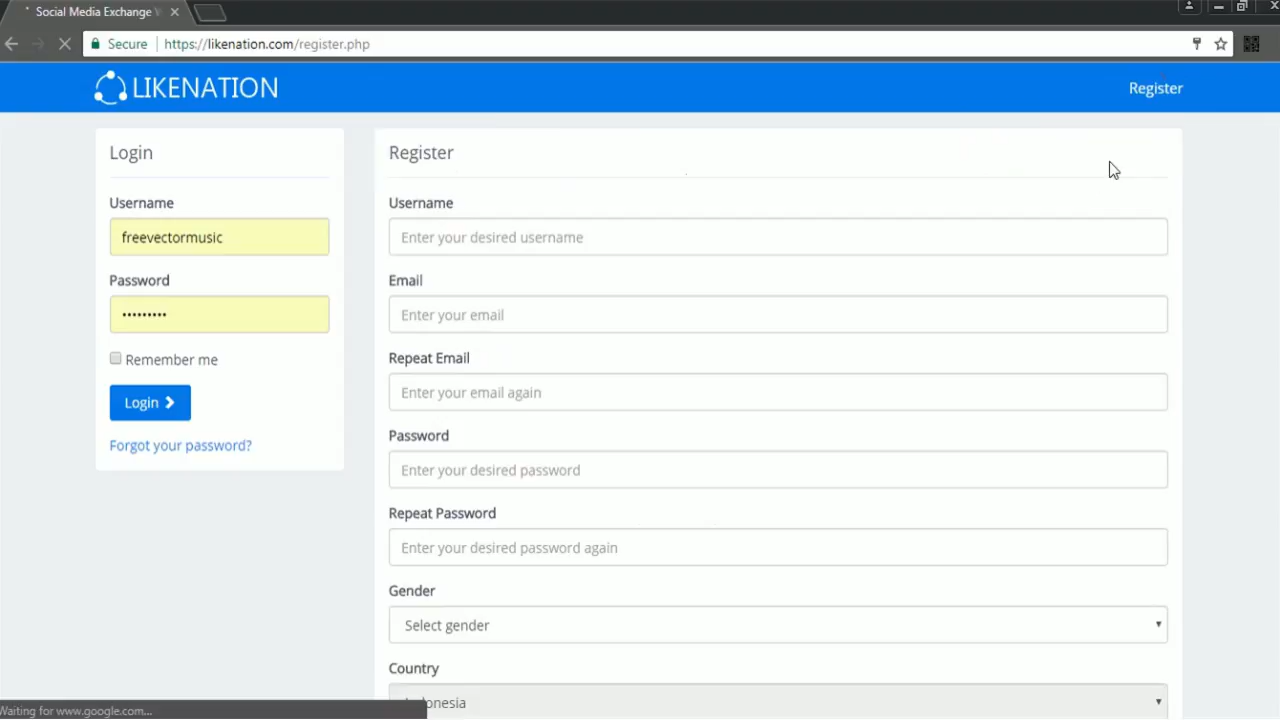 Social Media Exchange
Secure
https://likenation.com/register.php
LIKENATION
Register
Login
Username
freevectormusic
Password
•••••••••
Remember me
Login
Forgot your password?
Register
Username
Enter your desired username
Email
Enter your email
Repeat Email
Enter your email again
Password
Enter your desired password
Repeat Password
Enter your desired password again
Gender
Select gender
Country
Indonesia
Waiting for www.google.com...